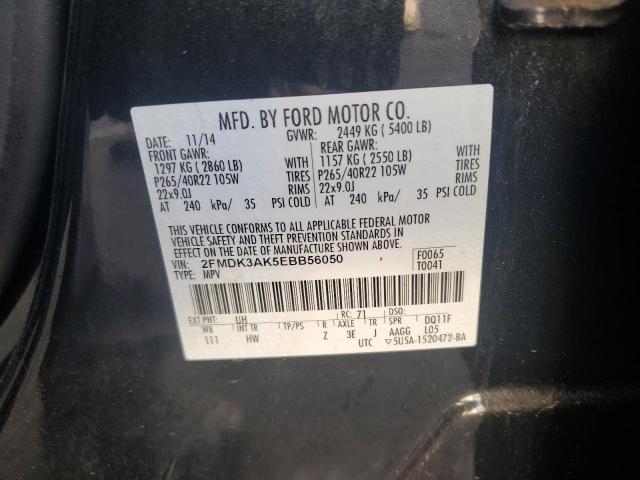 MFD. BY FORD MOTOR CO.
DATE: 11/14 GVWR: 2449 KG ( 5400 LB)
FRONT GAWR: REAR GAWR:
1297 KG ( 2860 LB) WITH 1157 KG ( 2550 LB) WITH
P265/40R22 105W TIRES P265/40R22 105W TIRES
22x9.0J RIMS 22x9.0J RIMS
AT 240 kPa/ 35 PSI COLD AT 240 kPa/ 35 PSI COLD
THIS VEHICLE CONFORMS TO ALL APPLICABLE FEDERAL MOTOR
VEHICLE SAFETY AND THEFT PREVENTION STANDARDS IN
EFFECT ON THE DATE OF MANUFACTURE SHOWN ABOVE.
VIN: 2FMDK3AK5EBB56050 F0065
TYPE: MPV T0041
EXT PNT: UH RC: 71 DSO:
WB INT TR TP/PS R AXLE TR SPR DQ11F
111 HW Z 3E J AAGG L05
UTC ▽5U5A-1520472-BA